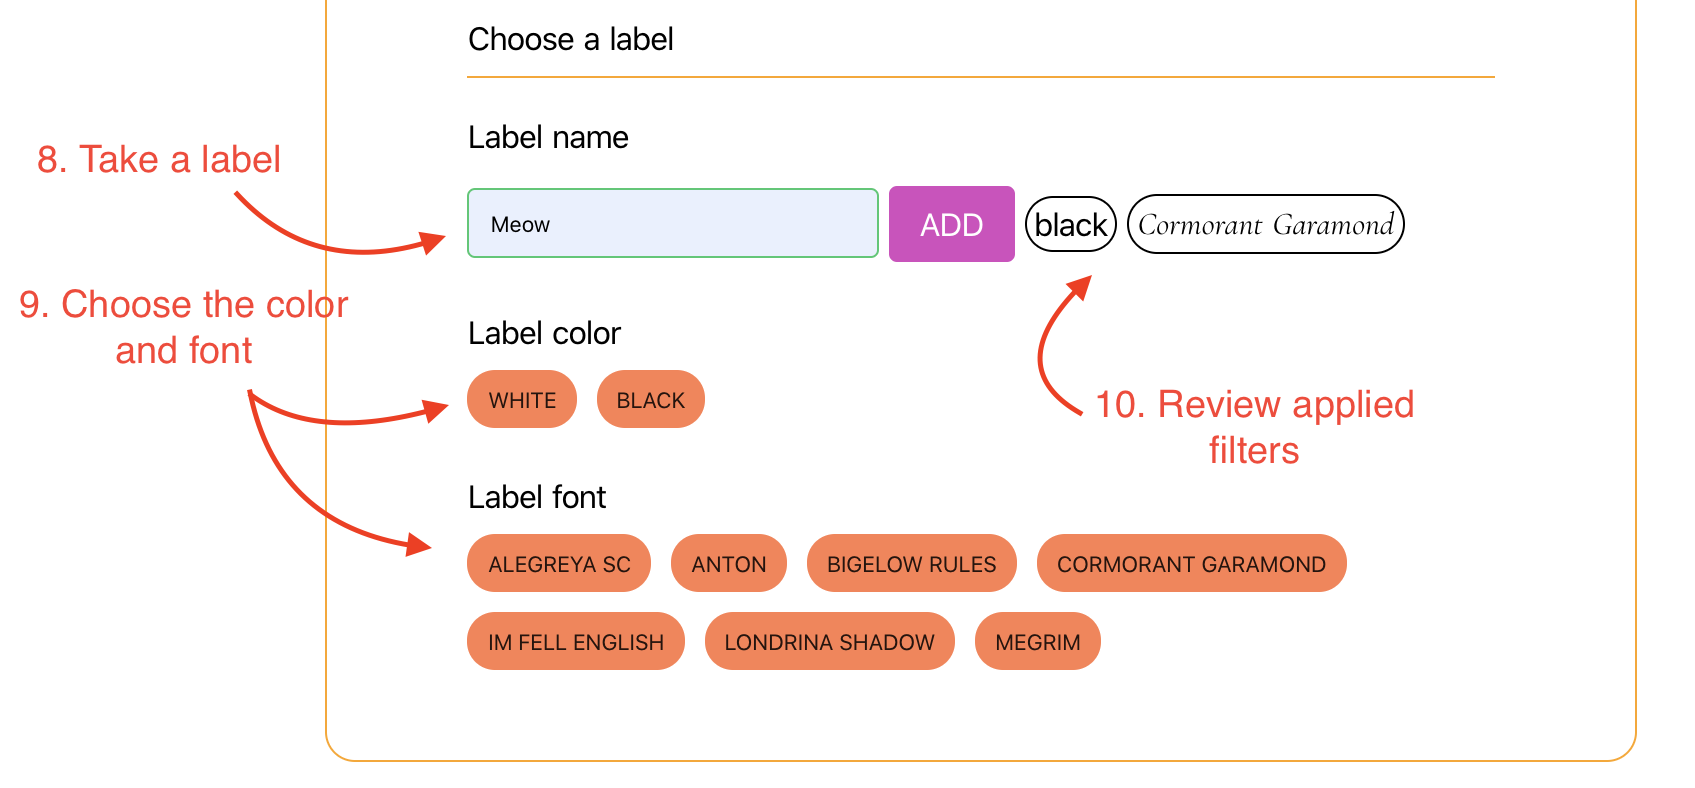 Choose a label
Label name
8. Take a label
Meow
ADD
black
Cormorant Garamond
9. Choose the color
and font
Label color
WHITE
BLACK
10. Review applied
filters
Label font
ALEGREYA SC
ANTON
BIGELOW RULES
CORMORANT GARAMOND
IM FELL ENGLISH
LONDRINA SHADOW
MEGRIM